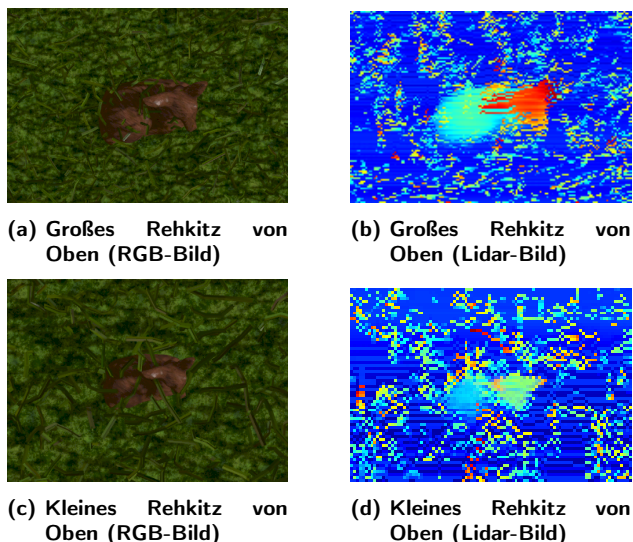 (a) Großes Rehkitz von
Oben (RGB-Bild)
(b) Großes Rehkitz von
Oben (Lidar-Bild)
(c) Kleines Rehkitz von
Oben (RGB-Bild)
(d) Kleines Rehkitz von
Oben (Lidar-Bild)